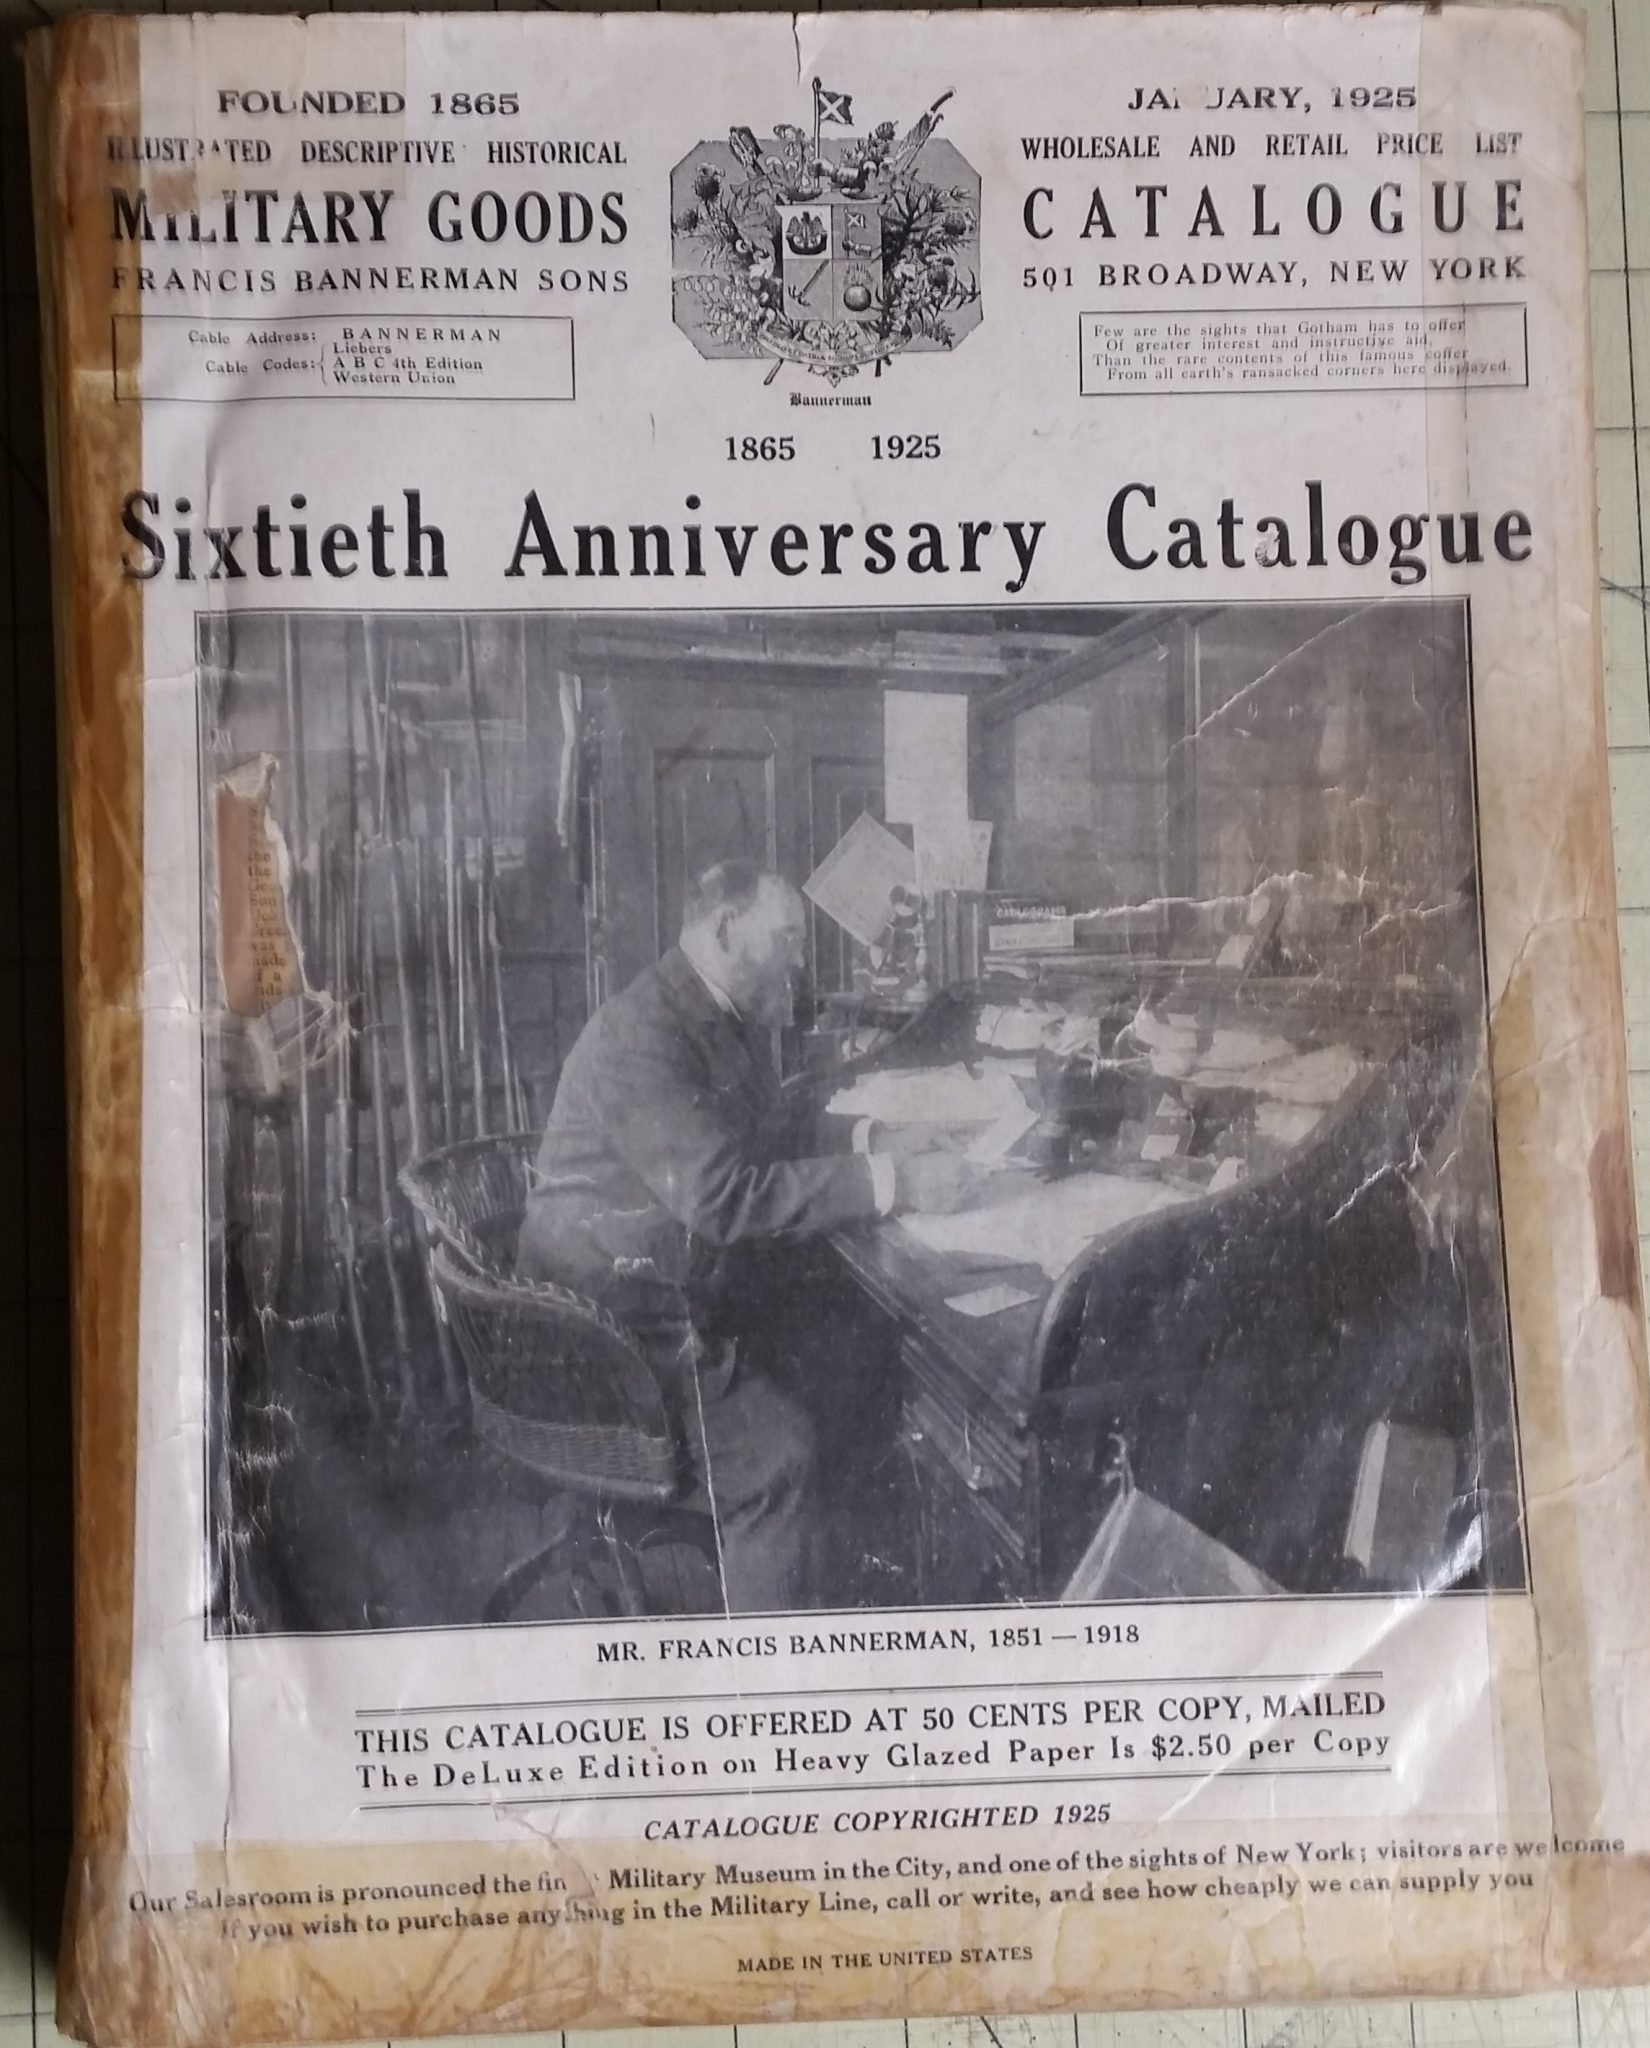 FOUNDED 1865
ILLUSTRATED DESCRIPTIVE HISTORICAL
MILITARY GOODS
FRANCIS BANNERMAN SONS
Cable Address: BANNERMAN
Liebers
Cable Codes: A B C 4th Edition
Western Union
Bannerman
JANUARY, 1925
WHOLESALE AND RETAIL PRICE LIST
CATALOGUE
501 BROADWAY, NEW YORK
Few are the sights that Gotham has to offer
Of greater interest and instructive aid,
Than the rare contents of this famous coffer
From all earth's ransacked corners here displayed.
1865 1925
Sixtieth Anniversary Catalogue
the
the
was
made
of a
MR. FRANCIS BANNERMAN, 1851 — 1918
THIS CATALOGUE IS OFFERED AT 50 CENTS PER COPY, MAILED
The DeLuxe Edition on Heavy Glazed Paper Is $2.50 per Copy
CATALOGUE COPYRIGHTED 1925
Our Salesroom is pronounced the fin Military Museum in the City, and one of the sights of New York; visitors are welcome
If you wish to purchase anything in the Military Line, call or write, and see how cheaply we can supply you
MADE IN THE UNITED STATES